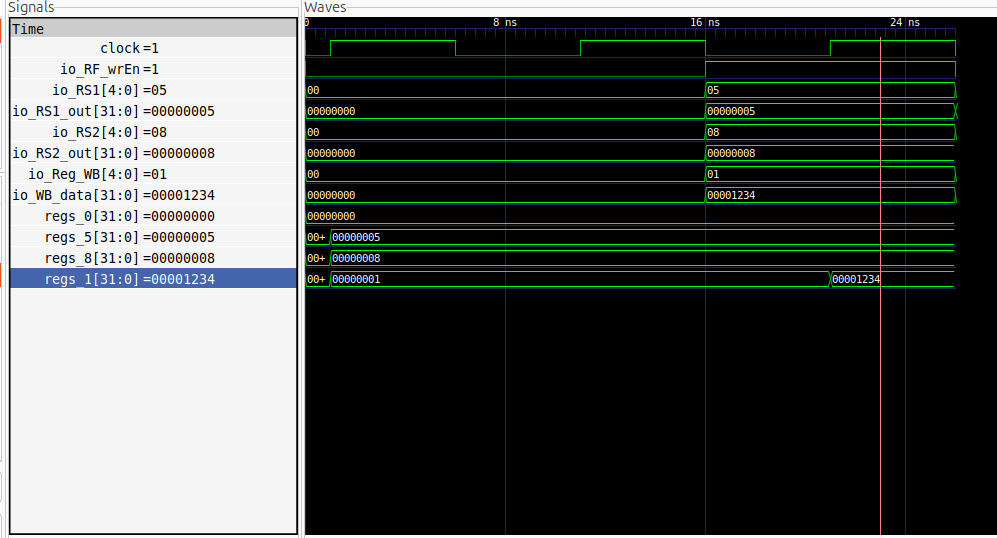 Signals
Waves
Time
0 8 ns 16 ns 24 ns
clock =1
io_RF_wrEn =1
io_RS1[4:0] =05 00 05
io_RS1_out[31:0] =00000005 00000000 00000005
io_RS2[4:0] =08 00 08
io_RS2_out[31:0] =00000008 00000000 00000008
io_Reg_WB[4:0] =01 00 01
io_WB_data[31:0] =00001234 00000000 00001234
regs_0[31:0] =00000000 00000000
regs_5[31:0] =00000005 00+ 00000005
regs_8[31:0] =00000008 00+ 00000008
regs_1[31:0] =00001234 00+ 00000001 00001234